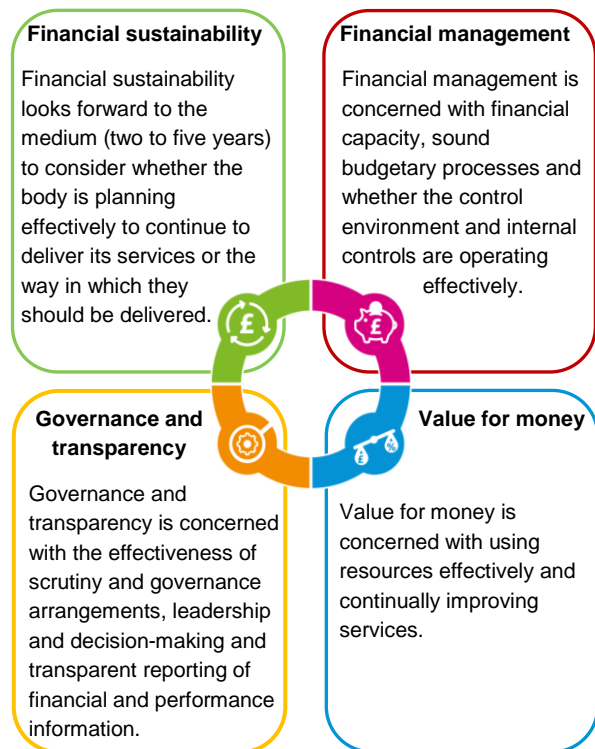 Financial sustainability
Financial sustainability
looks forward to the
medium (two to five years)
to consider whether the
body is planning
effectively to continue to
deliver its services or the
way in which they
should be delivered.
Financial management
Financial management is
concerned with financial
capacity, sound
budgetary processes and
whether the control
environment and internal
controls are operating
effectively.
£
£
Governance and
transparency
Governance and
transparency is concerned
with the effectiveness of
scrutiny and governance
arrangements, leadership
and decision-making and
transparent reporting of
financial and performance
information.
Value for money
£ %
Value for money is
concerned with using
resources effectively and
continually improving
services.